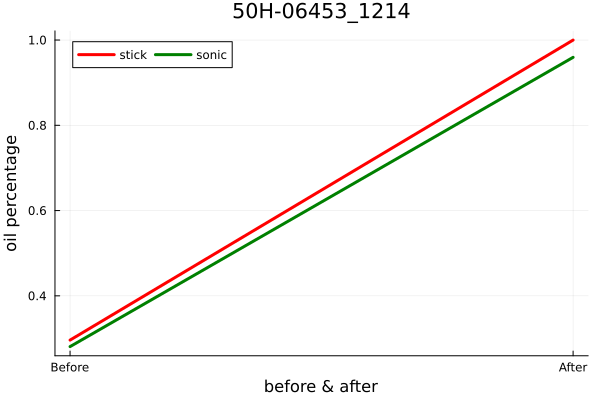 50H-06453_1214
stick sonic
1.0
0.8
0.6
0.4
oil percentage
Before After
before & after